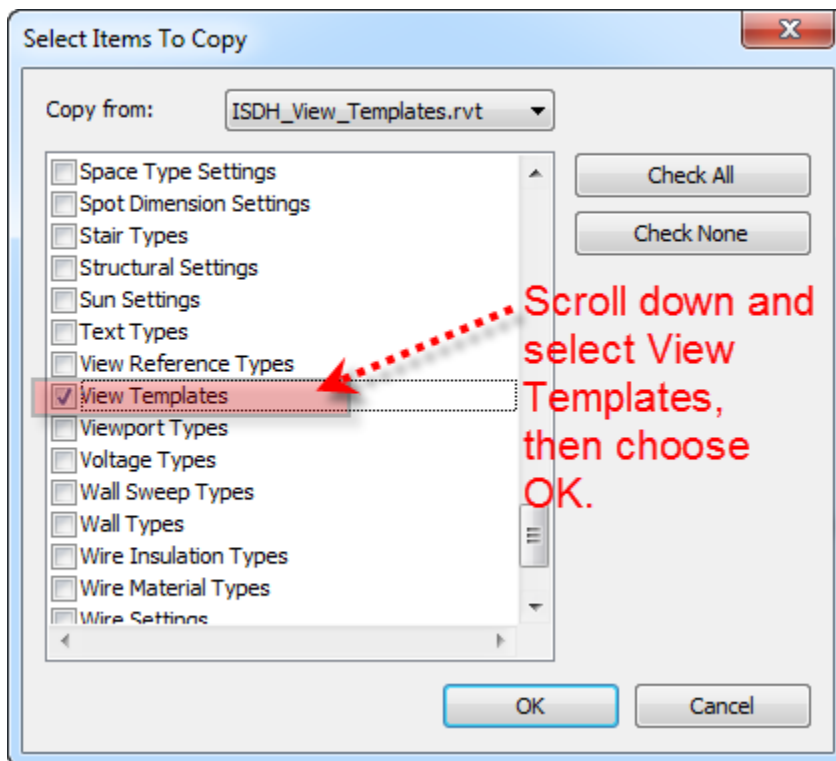 Select Items To Copy
Copy from: ISDH_View_Templates.rvt
Space Type Settings
Spot Dimension Settings
Stair Types
Structural Settings
Sun Settings
Text Types
View Reference Types
View Templates
Viewport Types
Voltage Types
Wall Sweep Types
Wall Types
Wire Insulation Types
Wire Material Types
Wire Settings
Check All
Check None
Scroll down and
select View
Templates,
then choose
OK.
OK
Cancel